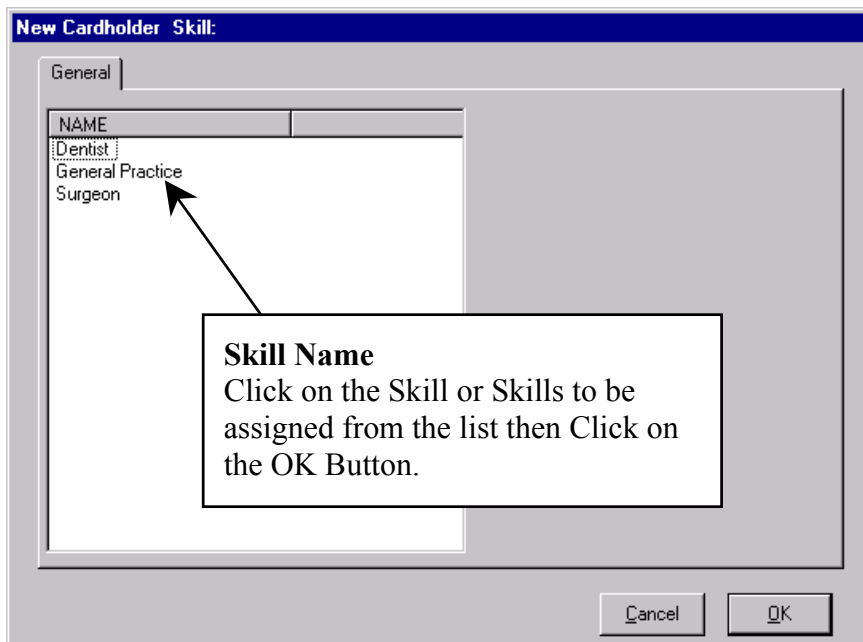 New Cardholder Skill:
General
NAME
Dentist
General Practice
Surgeon
Skill Name
Click on the Skill or Skills to be
assigned from the list then Click on
the OK Button.
Cancel
OK